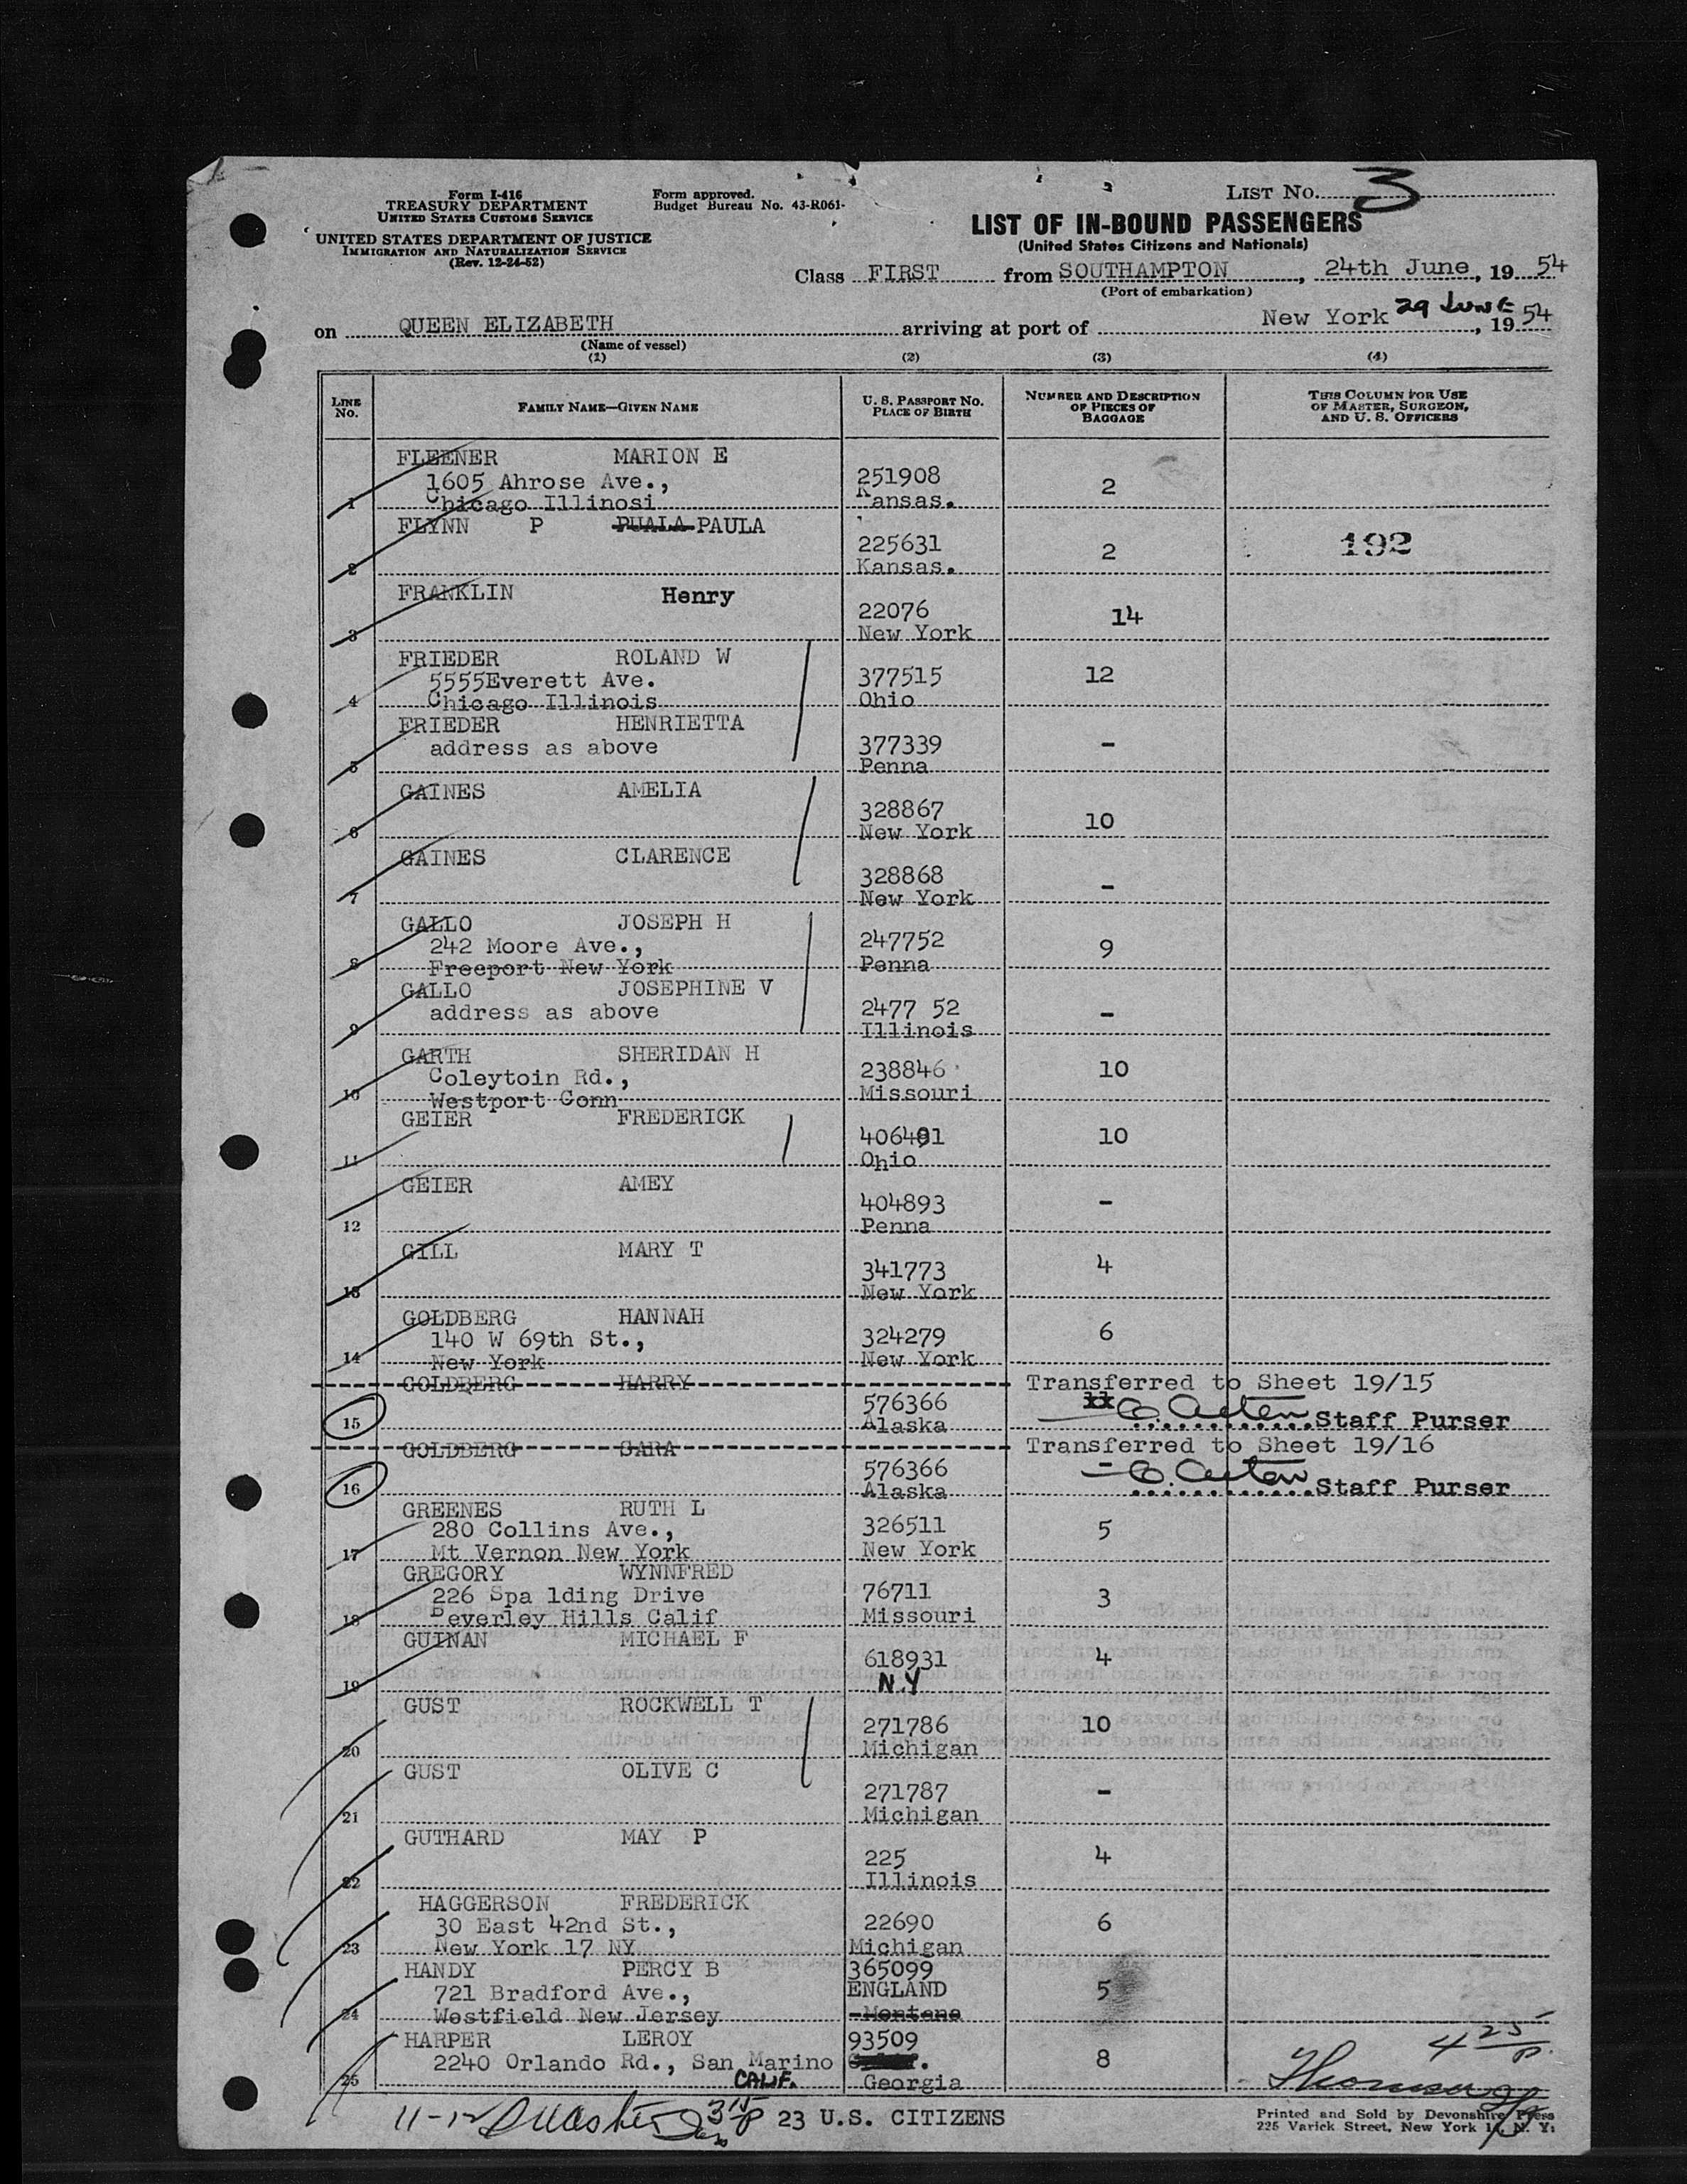 Form I-416
TREASURY DEPARTMENT
UNITED STATES CUSTOMS SERVICE
UNITED STATES DEPARTMENT OF JUSTICE
IMMIGRATION AND NATURALIZATION SERVICE
(Rev. 12-24-52)
Form approved.
Budget Bureau No. 43-R061-
LIST NO. 3
LIST OF IN-BOUND PASSENGERS
(United States Citizens and Nationals)
Class FIRST from SOUTHAMPTON, 24th June, 1954
(Port of embarkation)
on QUEEN ELIZABETH arriving at port of New York 29 JUNE, 1954
(Name of vessel)
(1) (2) (3) (4)
LINE NO. FAMILY NAME—GIVEN NAME U. S. PASSPORT NO. PLACE OF BIRTH NUMBER AND DESCRIPTION OF PIECES OF BAGGAGE THIS COLUMN FOR USE OF MASTER, SURGEON, AND U. S. OFFICERS
FLEENER MARION E
1605 Ahrose Ave., 251908 2
1 Chicago Illinosi Kansas.
FLYNN P PUALA PAULA
225631 2 192
2 Kansas.
FRANKLIN Henry
22076 14
3 New York
FRIEDER ROLAND W
5555Everett Ave. 377515 12
4 Chicago Illinois Ohio
FRIEDER HENRIETTA
address as above 377339 -
5 Penna
GAINES AMELIA
328867 10
6 New York
GAINES CLARENCE
328868 -
7 New York
GALLO JOSEPH H
242 Moore Ave., 247752 9
8 Freeport New York Penna
GALLO JOSEPHINE V
address as above 2477 52 -
9 Illinois
GARTH SHERIDAN H
Coleytoin Rd., 238846 10
10 Westport Conn Missouri
GEIER FREDERICK
406491 10
11 Ohio
GEIER AMEY
404893 -
12 Penna
GILL MARY T
341773 4
13 New York
GOLDBERG HANNAH
140 W 69th St., 324279 6
14 New York New York
GOLDBERG HARRY Transferred to Sheet 19/15
576366
15 Alaska Staff Purser
GOLDBERG SARA Transferred to Sheet 19/16
576366
16 Alaska Staff Purser
GREENES RUTH L
280 Collins Ave., 326511 5
17 Mt Vernon New York New York
GREGORY WYNNFRED
226 Spa lding Drive 76711 3
18 Beverley Hills Calif Missouri
GUINAN MICHAEL F
618931 4
19 N.Y
GUST ROCKWELL T
271786 10
20 Michigan
GUST OLIVE C
271787 -
21 Michigan
GUTHARD MAY P
225 4
22 Illinois
HAGGERSON FREDERICK
30 East 42nd St., 22690 6
23 New York 17 NY Michigan
HANDY PERCY B 365099
721 Bradford Ave., ENGLAND 5
24 Westfield New Jersey Montana
HARPER LEROY 93509
2240 Orlando Rd., San Marino 8
25 CALIF. Georgia
11-12 23 U.S. CITIZENS
Printed and Sold by Devonshire Press
225 Varick Street, New York 14, N. Y.